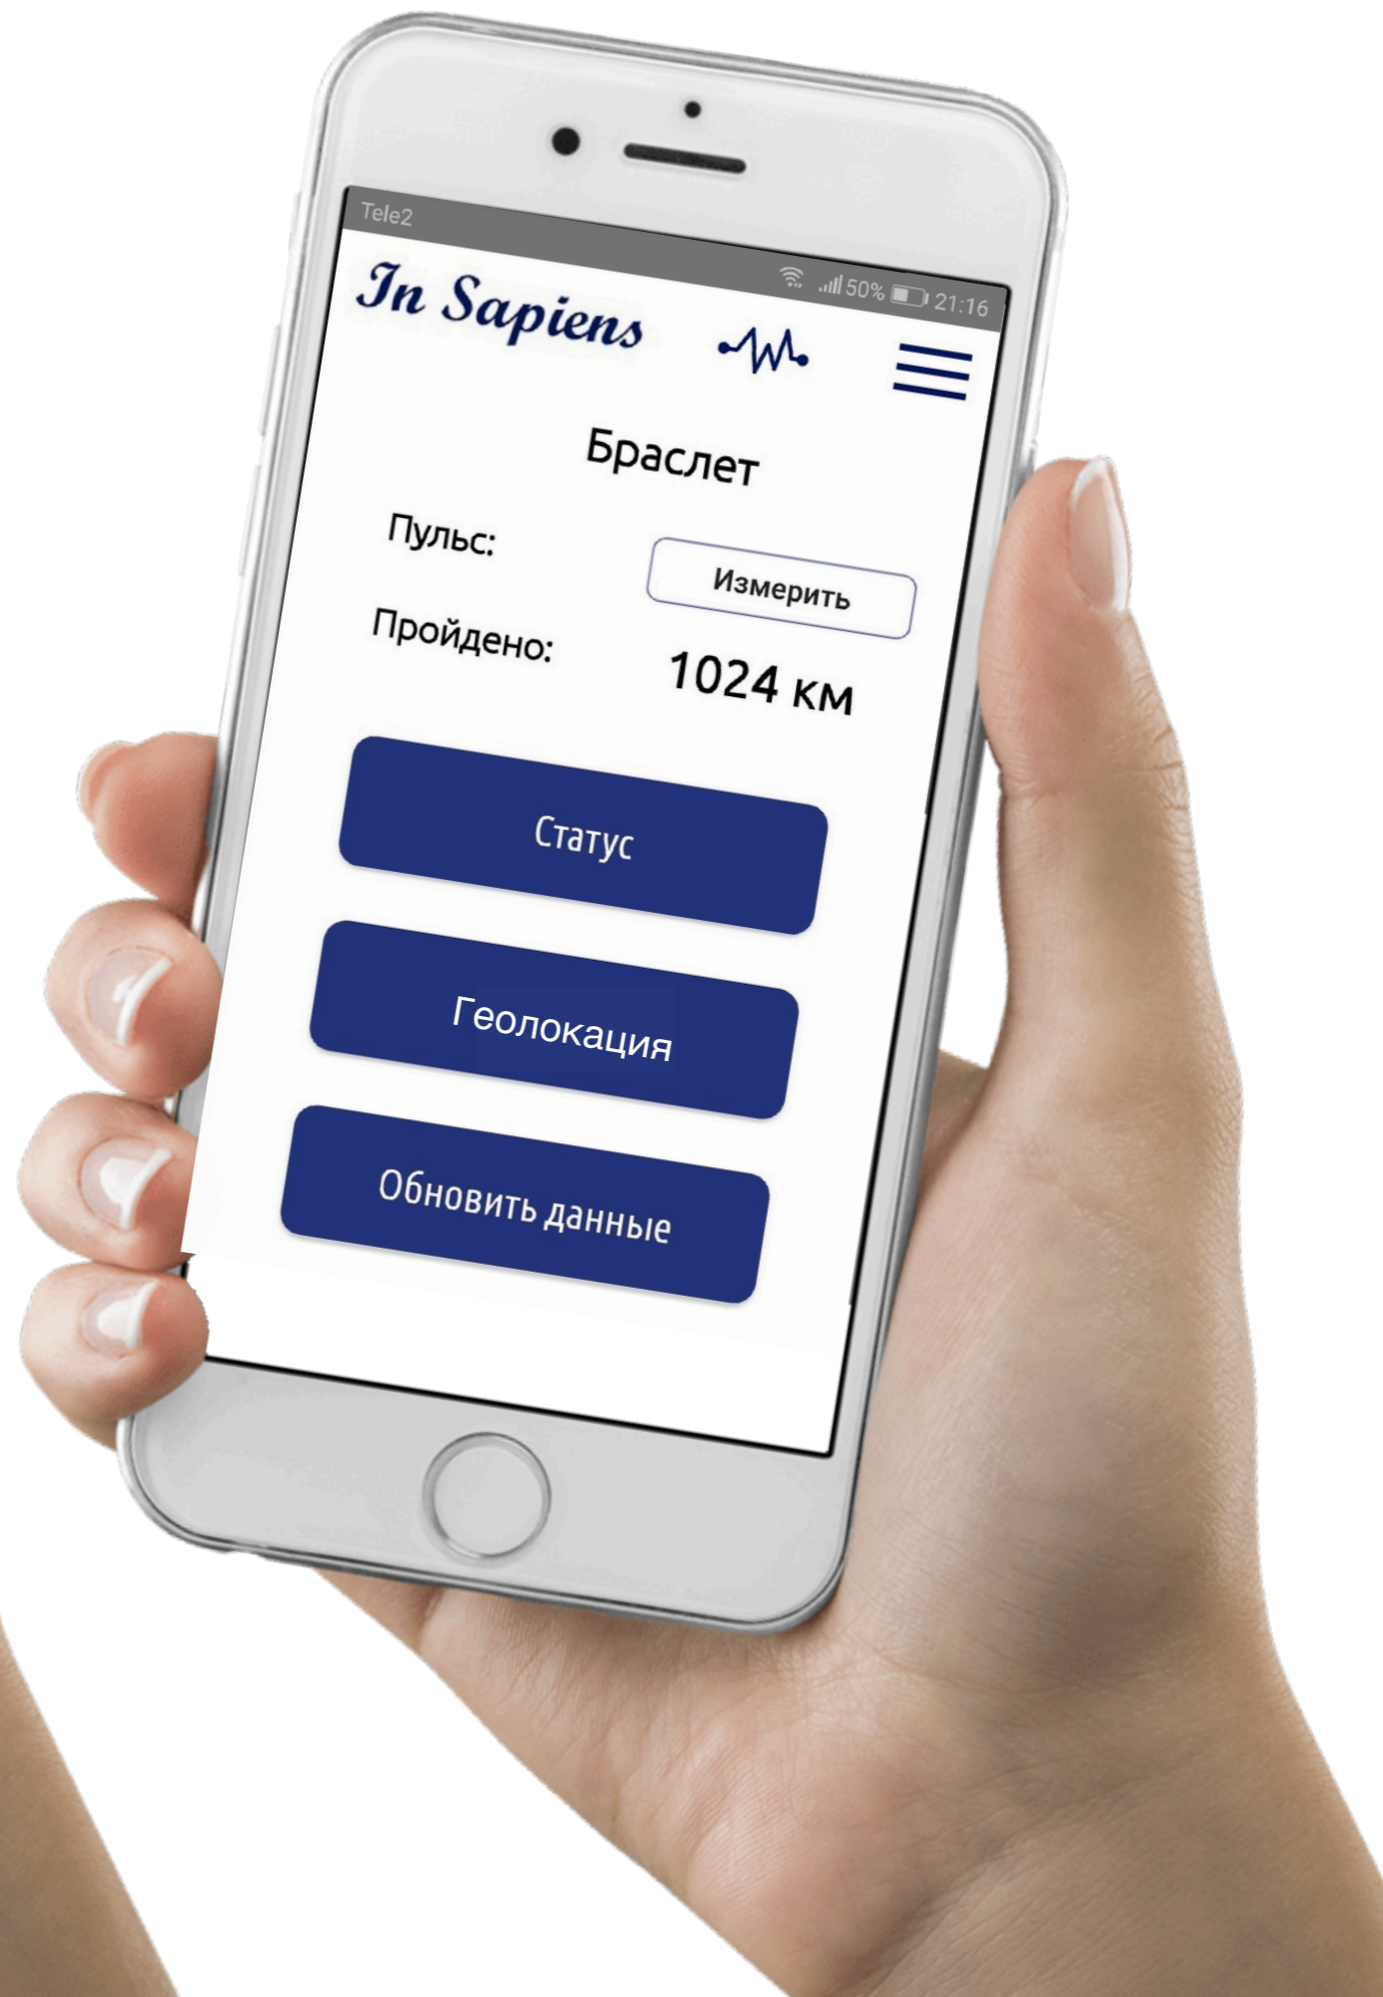 Tele2
50% 21:16
In Sapiens
Браслет
Пульс:
Измерить
Пройдено:
1024 км
Статус
Геолокация
Обновить данные